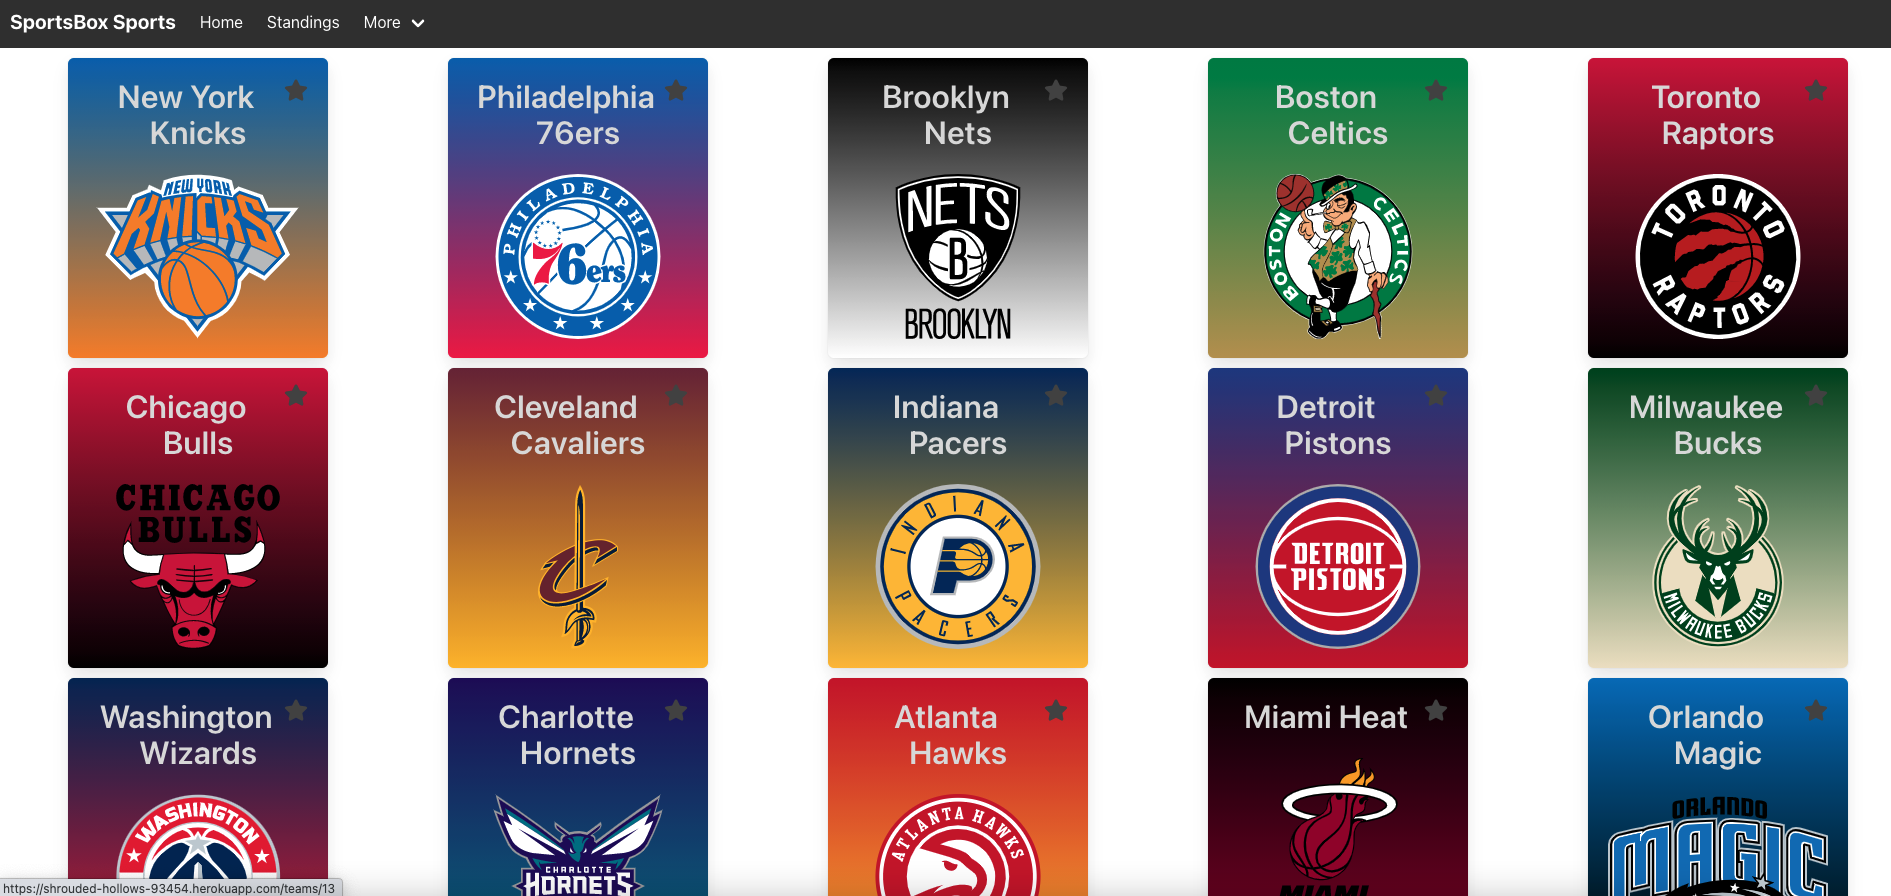 SportsBox Sports Home Standings More
New York
Knicks
NEW YORK
KNICKS
Philadelphia
76ers
PHILADELPHIA
76ers
Brooklyn
Nets
NETS
B
BROOKLYN
Boston
Celtics
BOSTON CELTICS
Toronto
Raptors
TORONTO
RAPTORS
Chicago
Bulls
CHICAGO
BULLS
Cleveland
Cavaliers
C
Indiana
Pacers
INDIANA
P
PACERS
Detroit
Pistons
DETROIT
PISTONS
Milwaukee
Bucks
MILWAUKEE BUCKS
Washington
Wizards
WASHINGTON
Charlotte
Hornets
CHARLOTTE
HORNETS
Atlanta
Hawks
ATLANTA HAWKS
Miami Heat
MIAMI
Orlando
Magic
ORLANDO
MAGIC
https://shrouded-hollows-93454.herokuapp.com/teams/13